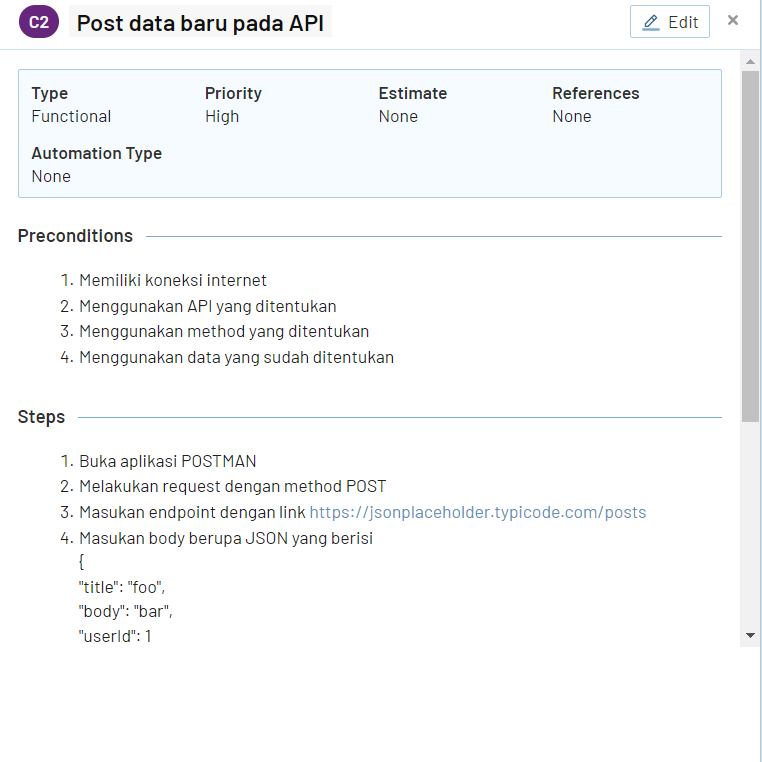 C2 Post data baru pada API Edit ×
Type Priority Estimate References
Functional High None None
Automation Type
None
Preconditions
1. Memiliki koneksi internet
2. Menggunakan API yang ditentukan
3. Menggunakan method yang ditentukan
4. Menggunakan data yang sudah ditentukan
Steps
1. Buka aplikasi POSTMAN
2. Melakukan request dengan method POST
3. Masukan endpoint dengan link https://jsonplaceholder.typicode.com/posts
4. Masukan body berupa JSON yang berisi
{
"title": "foo",
"body": "bar",
"userId": 1